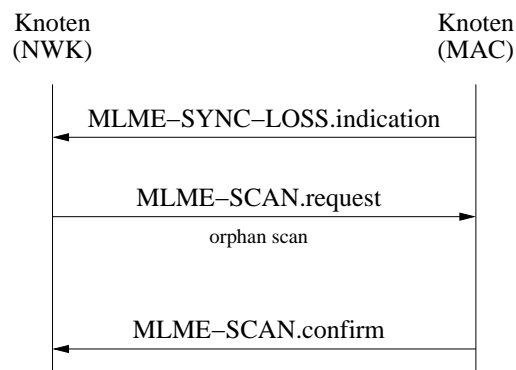 Knoten
(NWK)
Knoten
(MAC)
MLME−SYNC−LOSS.indication
MLME−SCAN.request
orphan scan
MLME−SCAN.confirm